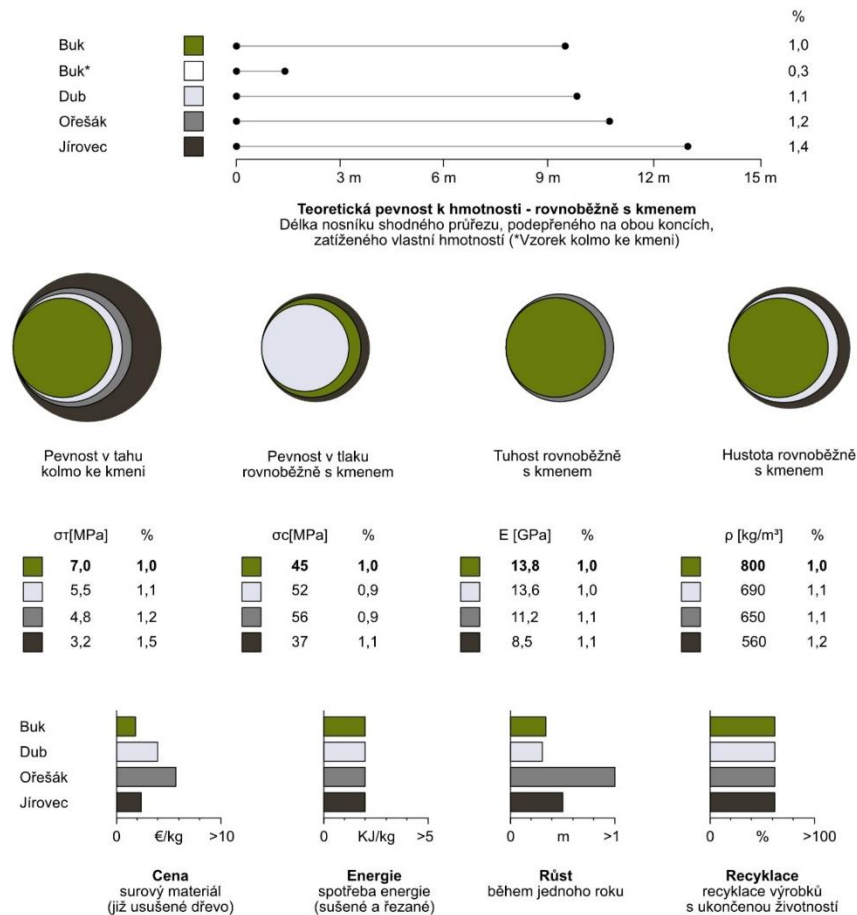 %
Buk 1,0
Buk* 0,3
Dub 1,1
Ořešák 1,2
Jírovec 1,4
0 3 m 6 m 9 m 12 m 15 m
Teoretická pevnost k hmotnosti - rovnoběžně s kmenem
Délka nosníku shodného průřezu, podepřeného na obou koncích,
zatíženého vlastní hmotností (*Vzorek kolmo ke kmeni)
Pevnost v tahu
kolmo ke kmeni
Pevnost v tlaku
rovnoběžně s kmenem
Tuhost rovnoběžně
s kmenem
Hustota rovnoběžně
s kmenem
σт[MPa] %
7,0 1,0
5,5 1,1
4,8 1,2
3,2 1,5
σc[MPa] %
45 1,0
52 0,9
56 0,9
37 1,1
E [GPa] %
13,8 1,0
13,6 1,0
11,2 1,1
8,5 1,1
ρ [kg/m³] %
800 1,0
690 1,1
650 1,1
560 1,2
Buk
Dub
Ořešák
Jírovec
0 €/kg >10
0 KJ/kg >5
0 m >1
0 % >100
Cena
surový materiál
(již usušené dřevo)
Energie
spotřeba energie
(sušené a řezané)
Růst
během jednoho roku
Recyklace
recyklace výrobků
s ukončenou životností